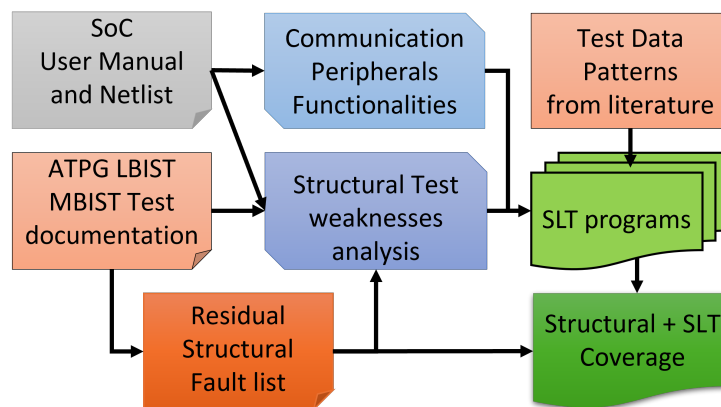 SoC
User Manual
and Netlist
Communication
Peripherals
Functionalities
Test Data
Patterns
from literature
ATPG LBIST
MBIST Test
documentation
Structural Test
weaknesses
analysis
SLT programs
Residual
Structural
Fault list
Structural + SLT
Coverage